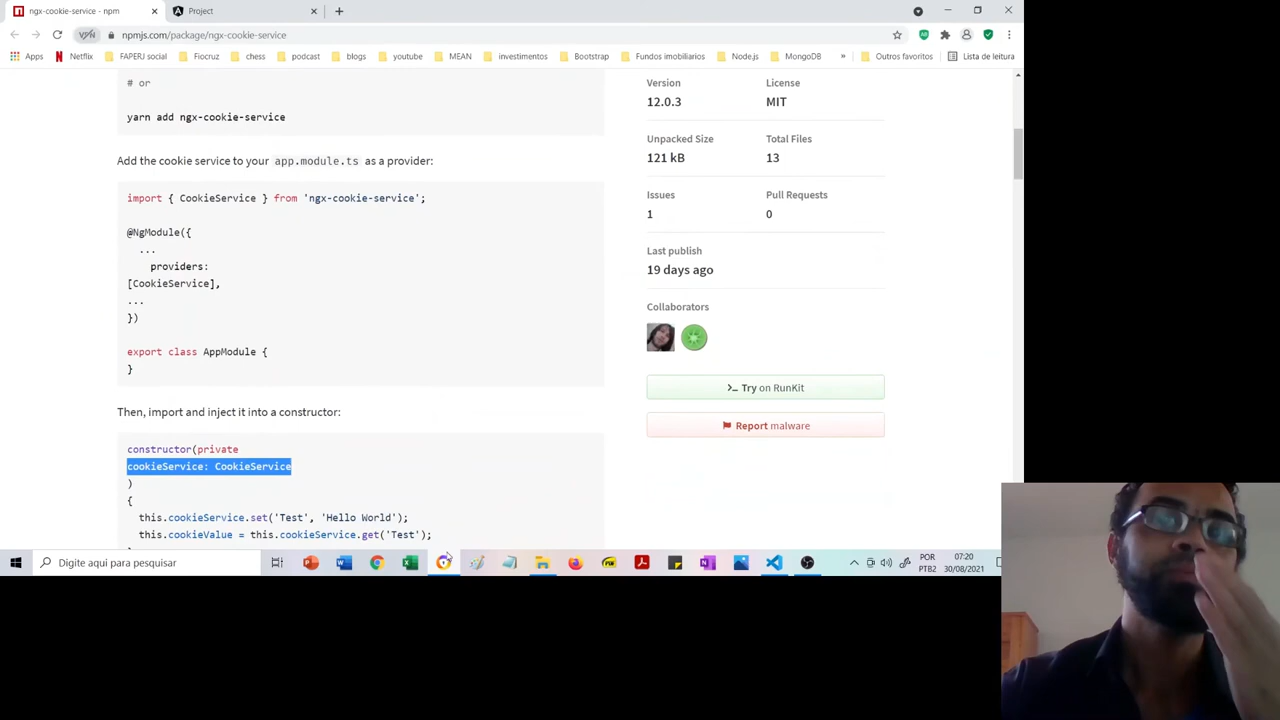 ngx-cookie-service - npm
Project
npmjs.com/package/ngx-cookie-service
VPN
Apps Netflix FAPERJ social Fiocruz chess podcast blogs youtube MEAN investimentos Bootstrap Fundos imobiliarios Node.js MongoDB » Outros favoritos Lista de leitura
# or
yarn add ngx-cookie-service
Add the cookie service to your app.module.ts as a provider:
import { CookieService } from 'ngx-cookie-service';
@NgModule({
...
providers:
[CookieService],
...
})
export class AppModule {
}
Then, import and inject it into a constructor:
constructor(private
cookieService: CookieService
)
{
this.cookieService.set('Test', 'Hello World');
this.cookieValue = this.cookieService.get('Test');
Version License
12.0.3 MIT
Unpacked Size Total Files
121 kB 13
Issues Pull Requests
1 0
Last publish
19 days ago
Collaborators
Try on RunKit
Report malware
Digite aqui para pesquisar
POR
PTB2
07:20
30/08/2021